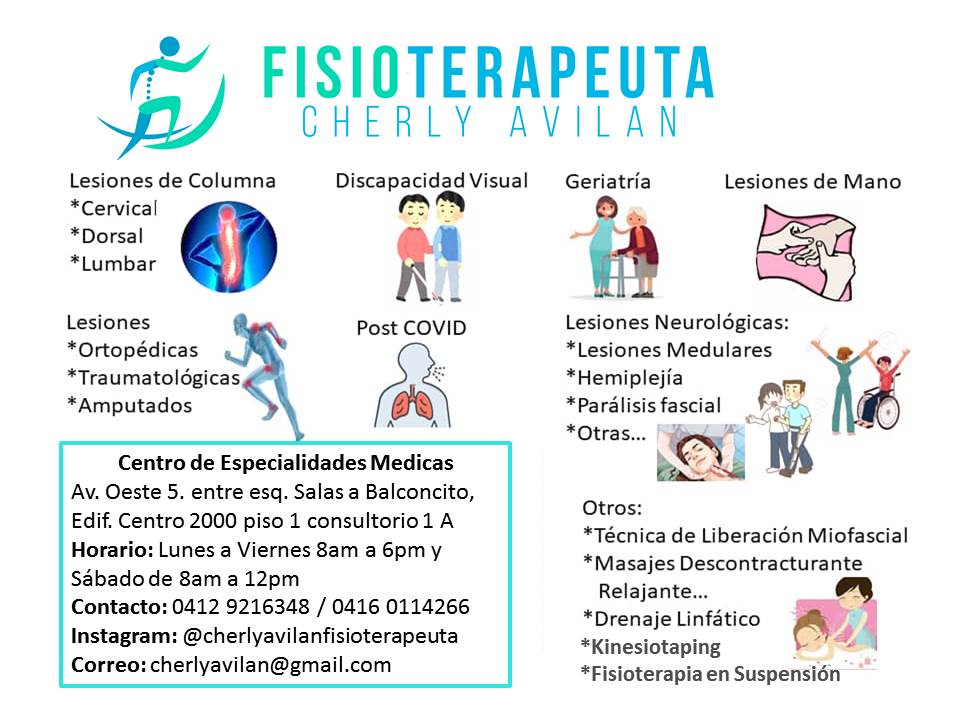 FISIOTERAPEUTA
CHERLY AVILAN
Lesiones de Columna
*Cervical
*Dorsal
*Lumbar
Discapacidad Visual
Geriatría
Lesiones de Mano
Lesiones
*Ortopédicas
*Traumatológicas
*Amputados
Post COVID
Lesiones Neurológicas:
*Lesiones Medulares
*Hemiplejía
*Parálisis fascial
*Otras...
Centro de Especialidades Medicas
Av. Oeste 5. entre esq. Salas a Balconcito,
Edif. Centro 2000 piso 1 consultorio 1 A
Horario: Lunes a Viernes 8am a 6pm y
Sábado de 8am a 12pm
Contacto: 0412 9216348 / 0416 0114266
Instagram: @cherlyavilanfisioterapeuta
Correo: cherlyavilan@gmail.com
Otros:
*Técnica de Liberación Miofascial
*Masajes Descontracturante
Relajante...
*Drenaje Linfático
*Kinesiotaping
*Fisioterapia en Suspensión